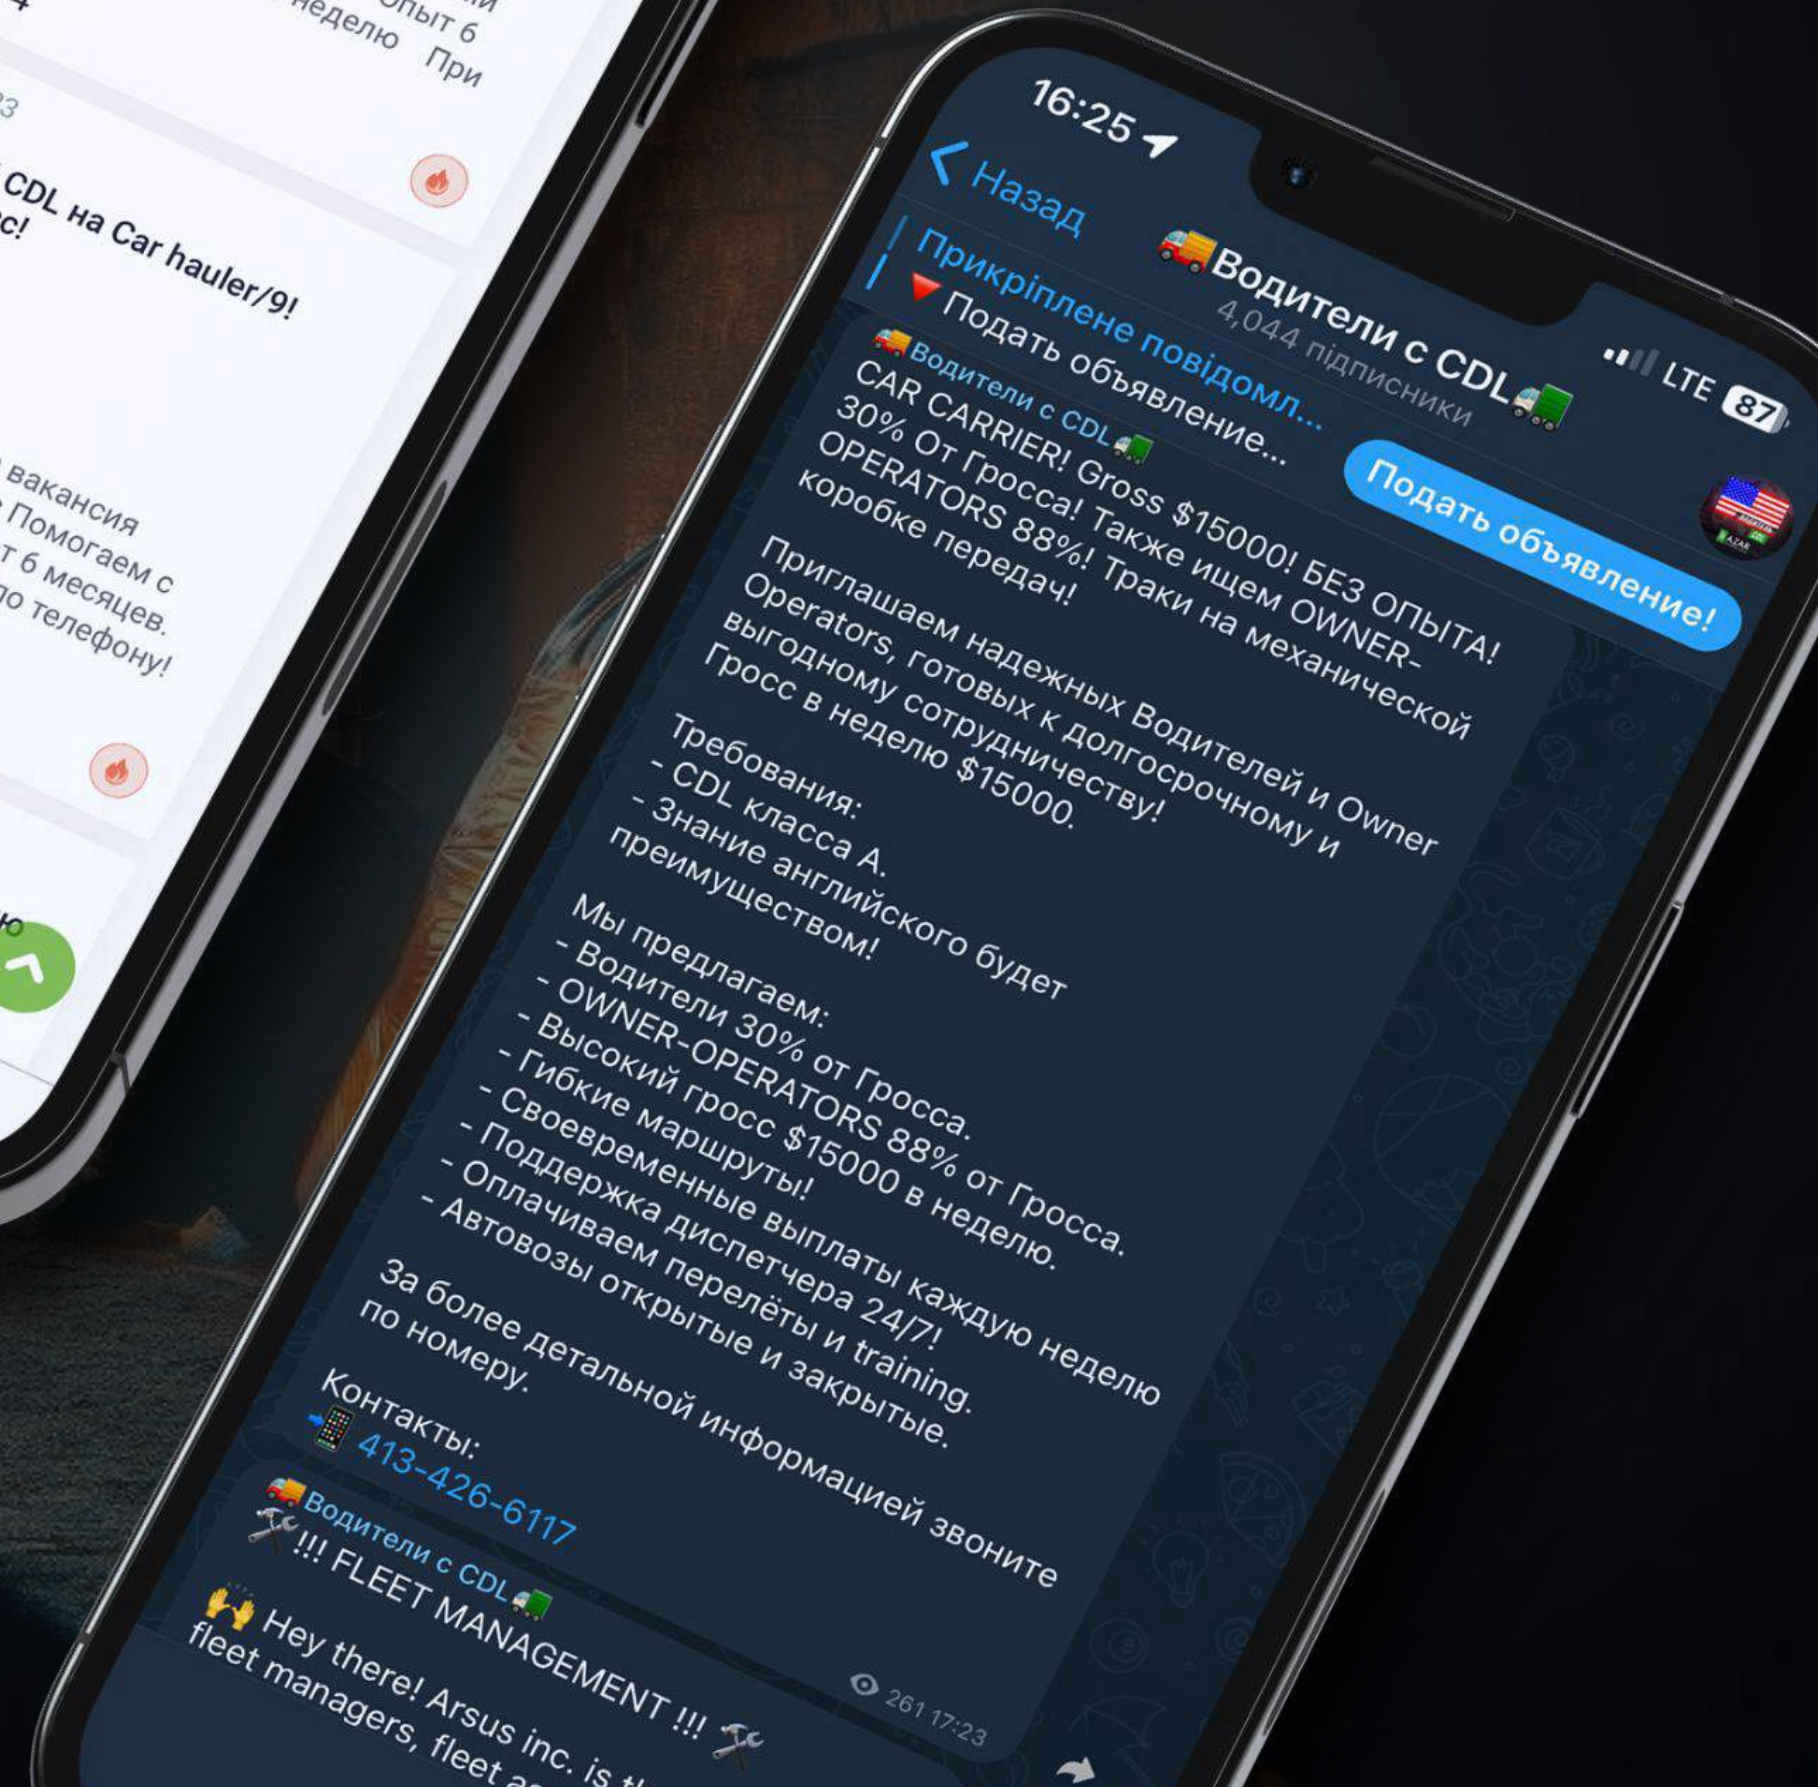 Опыт 6
неделю При
CDL на Car hauler/9!
вакансия
Помогаем с
т 6 месяцев.
по телефону!
16:25
LTE 87
Назад
🚚Водители с CDL🚛
4,044 підписники
Прикріплене повідомл...
🔻Подать объявление...
Подать объявление!
🚚Водители с CDL🚛
CAR CARRIER! Gross $15000! БЕЗ ОПЫТА!
30% От Гросса! Также ищем OWNER-
OPERATORS 88%! Траки на механической
коробке передач!
Приглашаем надежных Водителей и Owner
Operators, готовых к долгосрочному и
выгодному сотрудничеству!
Гросс в неделю $15000.
Требования:
- CDL класса A.
- Знание английского будет
преимуществом!
Мы предлагаем:
- Водители 30% от Гросса.
- OWNER-OPERATORS 88% от Гросса.
- Высокий гросс $15000 в неделю.
- Гибкие маршруты!
- Своевременные выплаты каждую неделю
- Поддержка диспетчера 24/7!
- Оплачиваем перелёты и training.
- Автовозы открытые и закрытые.
За более детальной информацией звоните
по номеру.
Контакты:
📲 413-426-6117
261 17:23
🚚Водители с CDL🚛
🛠!!! FLEET MANAGEMENT !!! 🛠
🙌 Hey there! Arsus inc. is
fleet managers, fleet